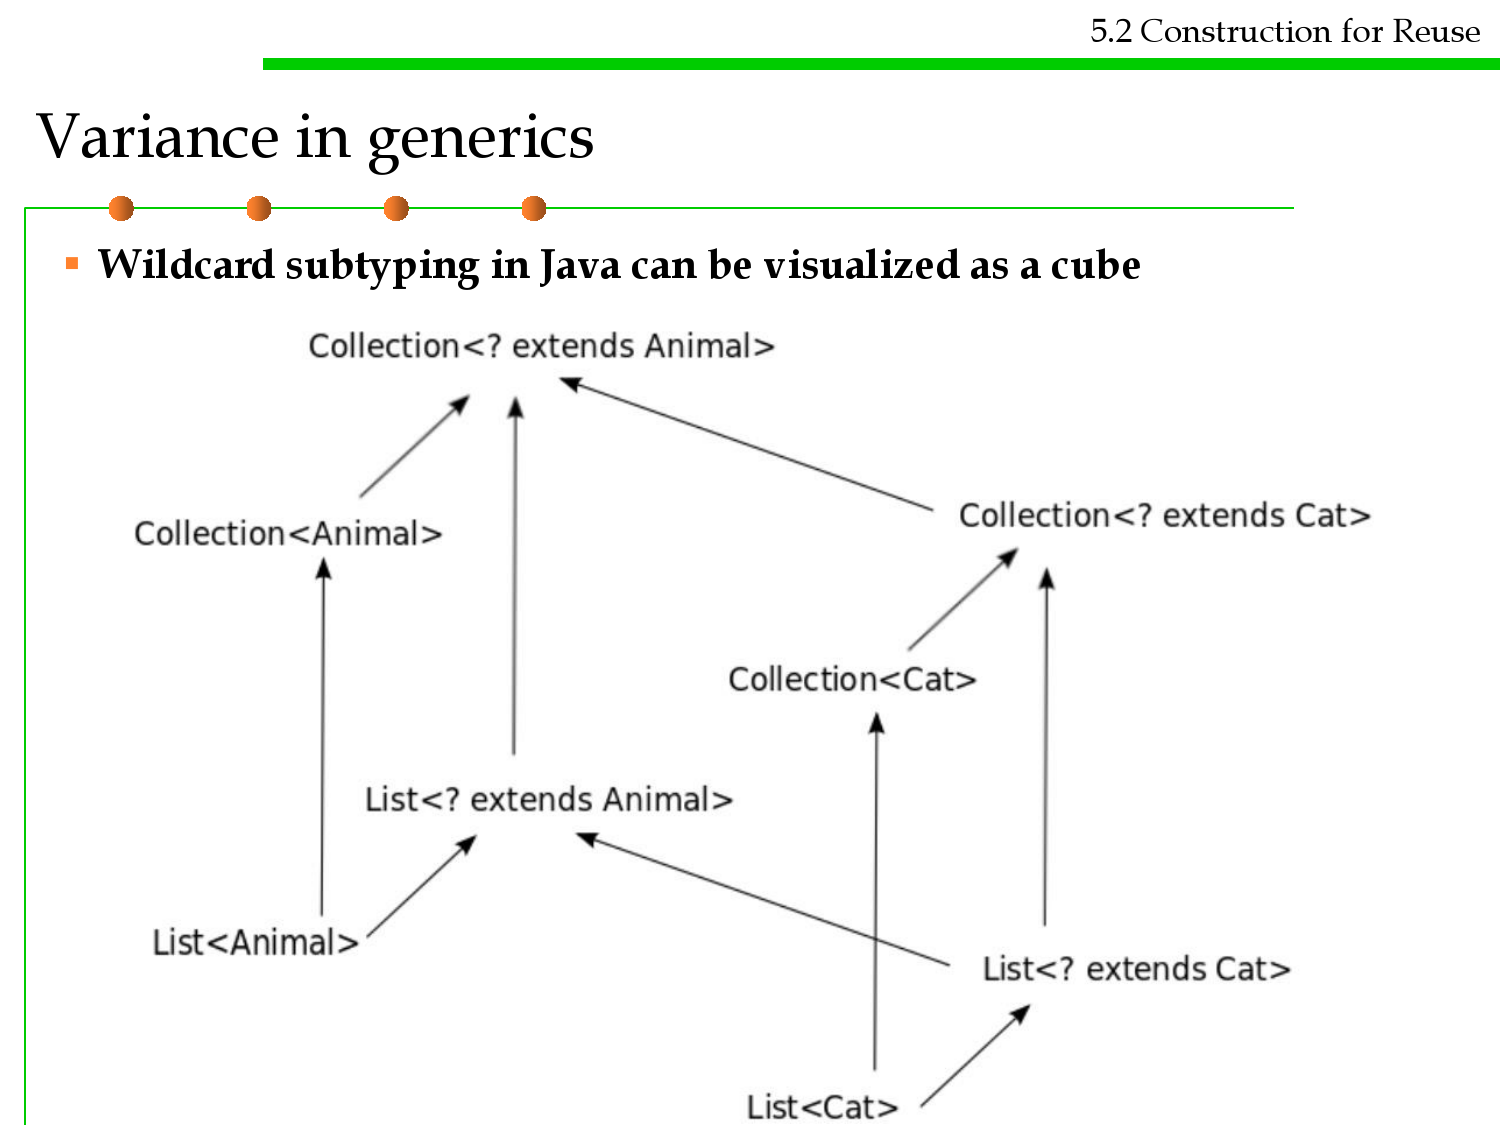 5.2 Construction for Reuse
Variance in generics
Wildcard subtyping in Java can be visualized as a cube
Collection<? extends Animal>
Collection<Animal>
Collection<? extends Cat>
Collection<Cat>
List<? extends Animal>
List<Animal>
List<? extends Cat>
List<Cat>